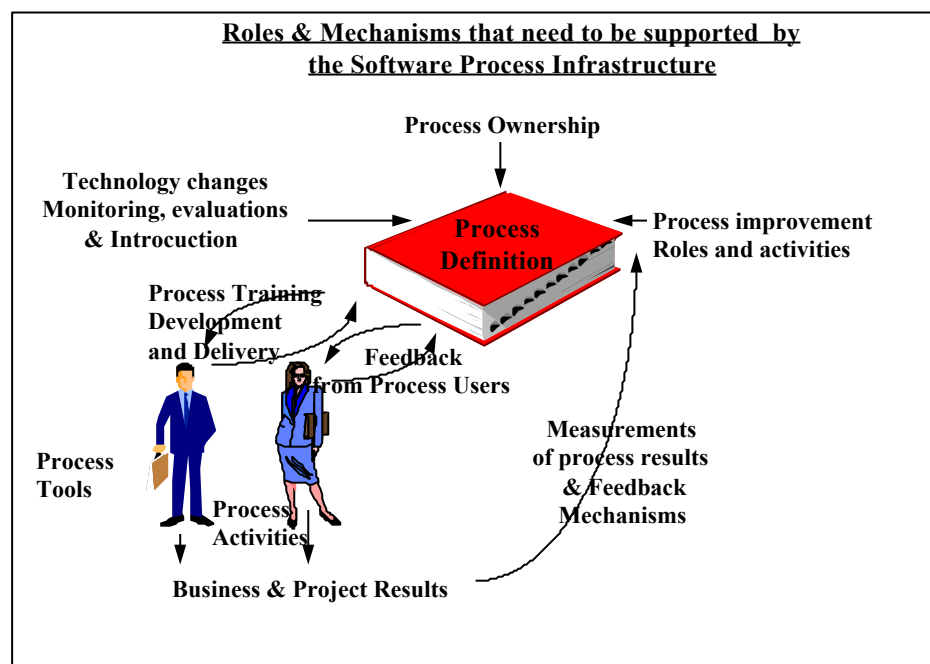 Roles & Mechanisms that need to be supported by
the Software Process Infrastructure
Process Ownership
Technology changes
Monitoring, evaluations
& Introcuction
Process
Definition
Process improvement
Roles and activities
Process Training
Development
and Delivery
Feedback
from Process Users
Measurements
of process results
& Feedback
Mechanisms
Process
Tools
Process
Activities
Business & Project Results